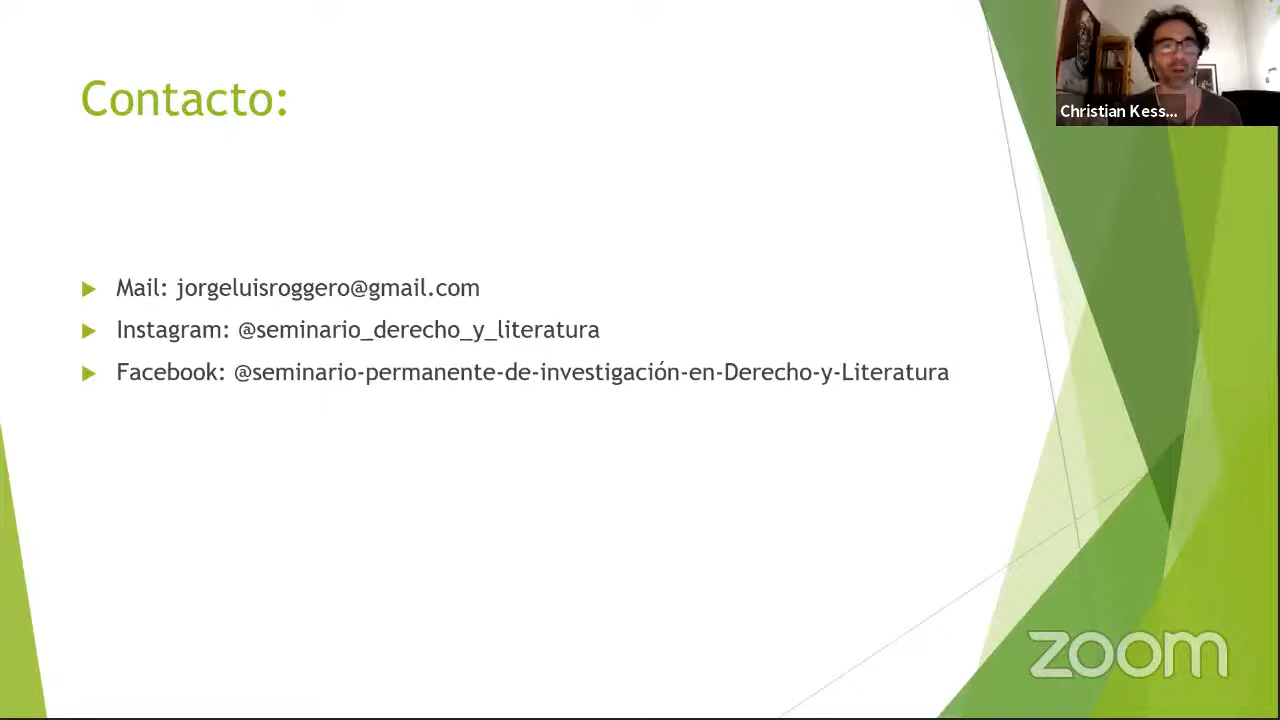 Contacto:
Christian Kess...
Mail: jorgeluisroggero@gmail.com
Instagram: @seminario_derecho_y_literatura
Facebook: @seminario-permanente-de-investigación-en-Derecho-y-Literatura
zoom